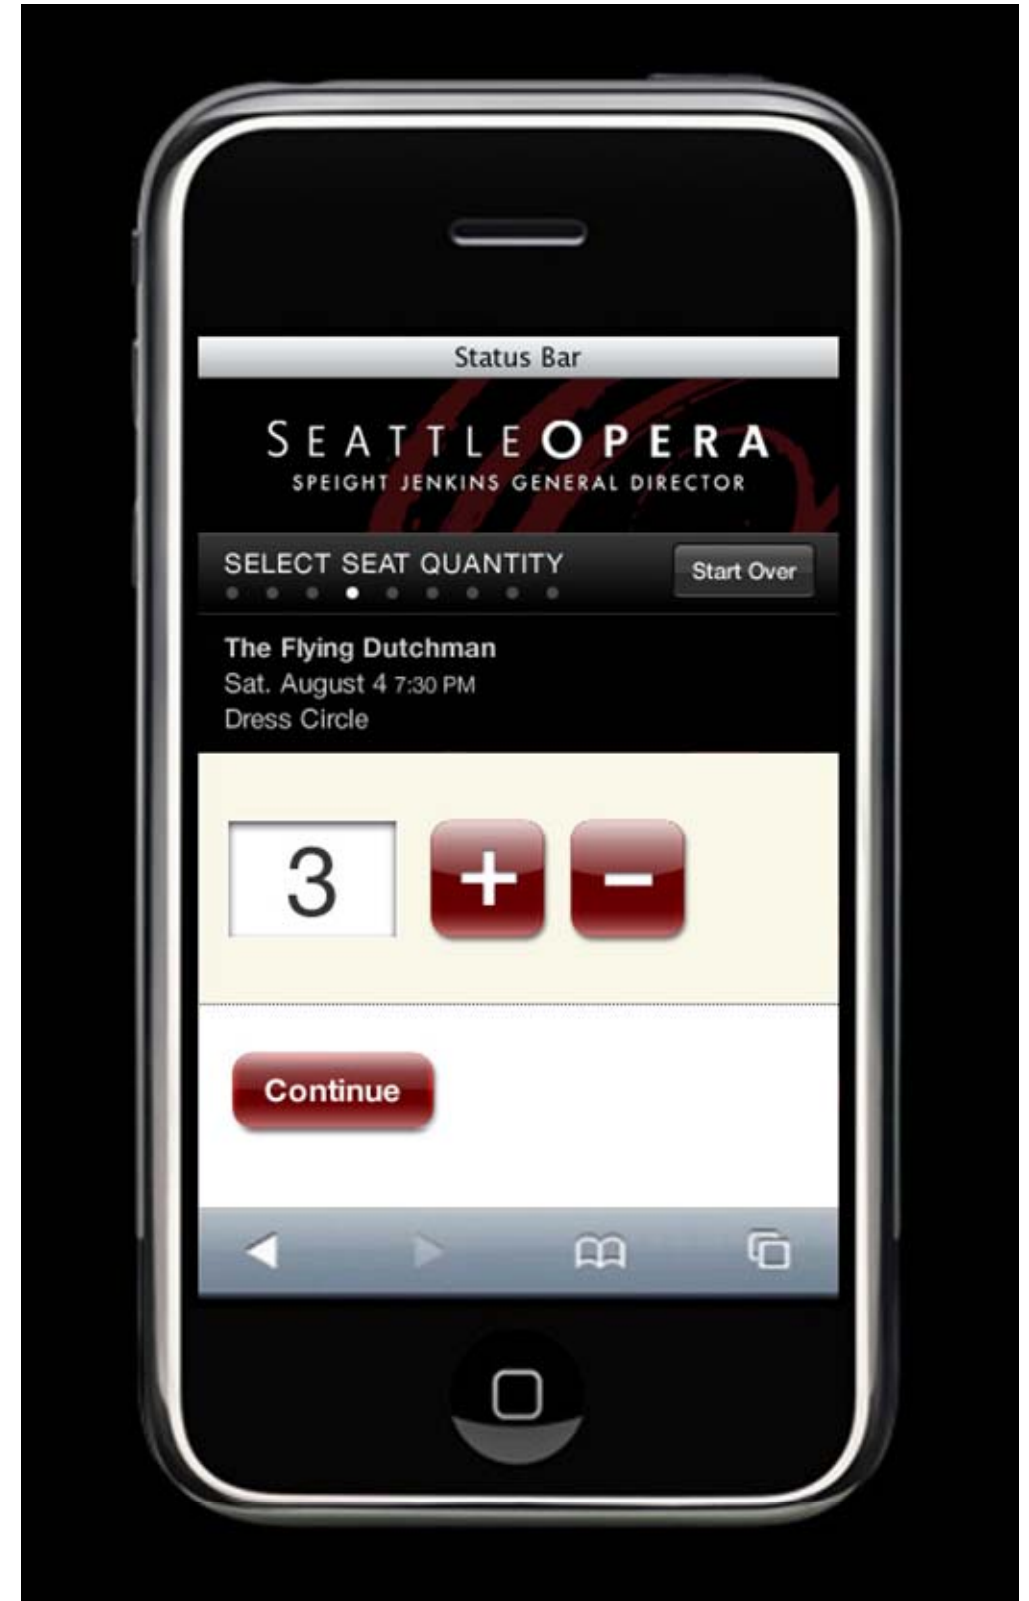 Status Bar
SEATTLEOPERA
SPEIGHT JENKINS GENERAL DIRECTOR
SELECT SEAT QUANTITY
Start Over
The Flying Dutchman
Sat. August 4 7:30 PM
Dress Circle
3 + −
Continue